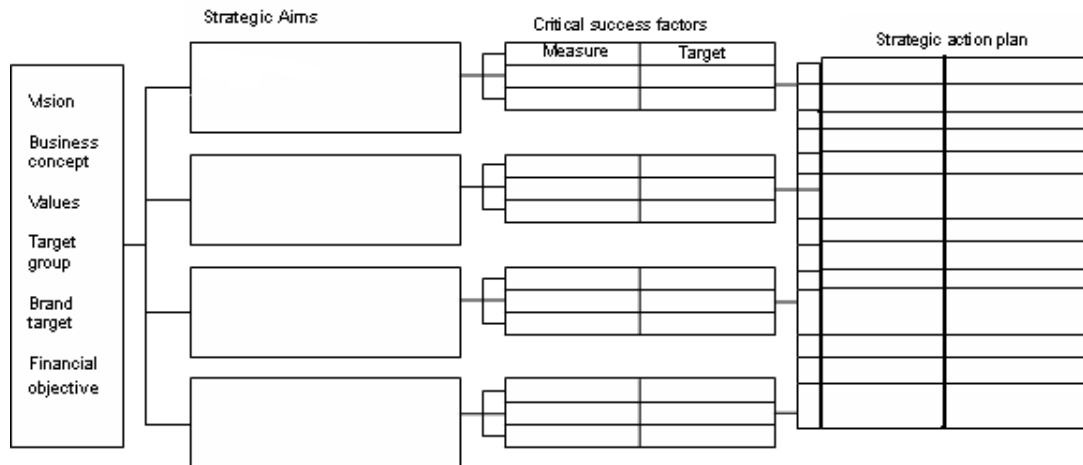 Strategic Aims
Critical success factors
Strategic action plan
Measure
Target
Vision
Business
concept
Values
Target
group
Brand
target
Financial
objective